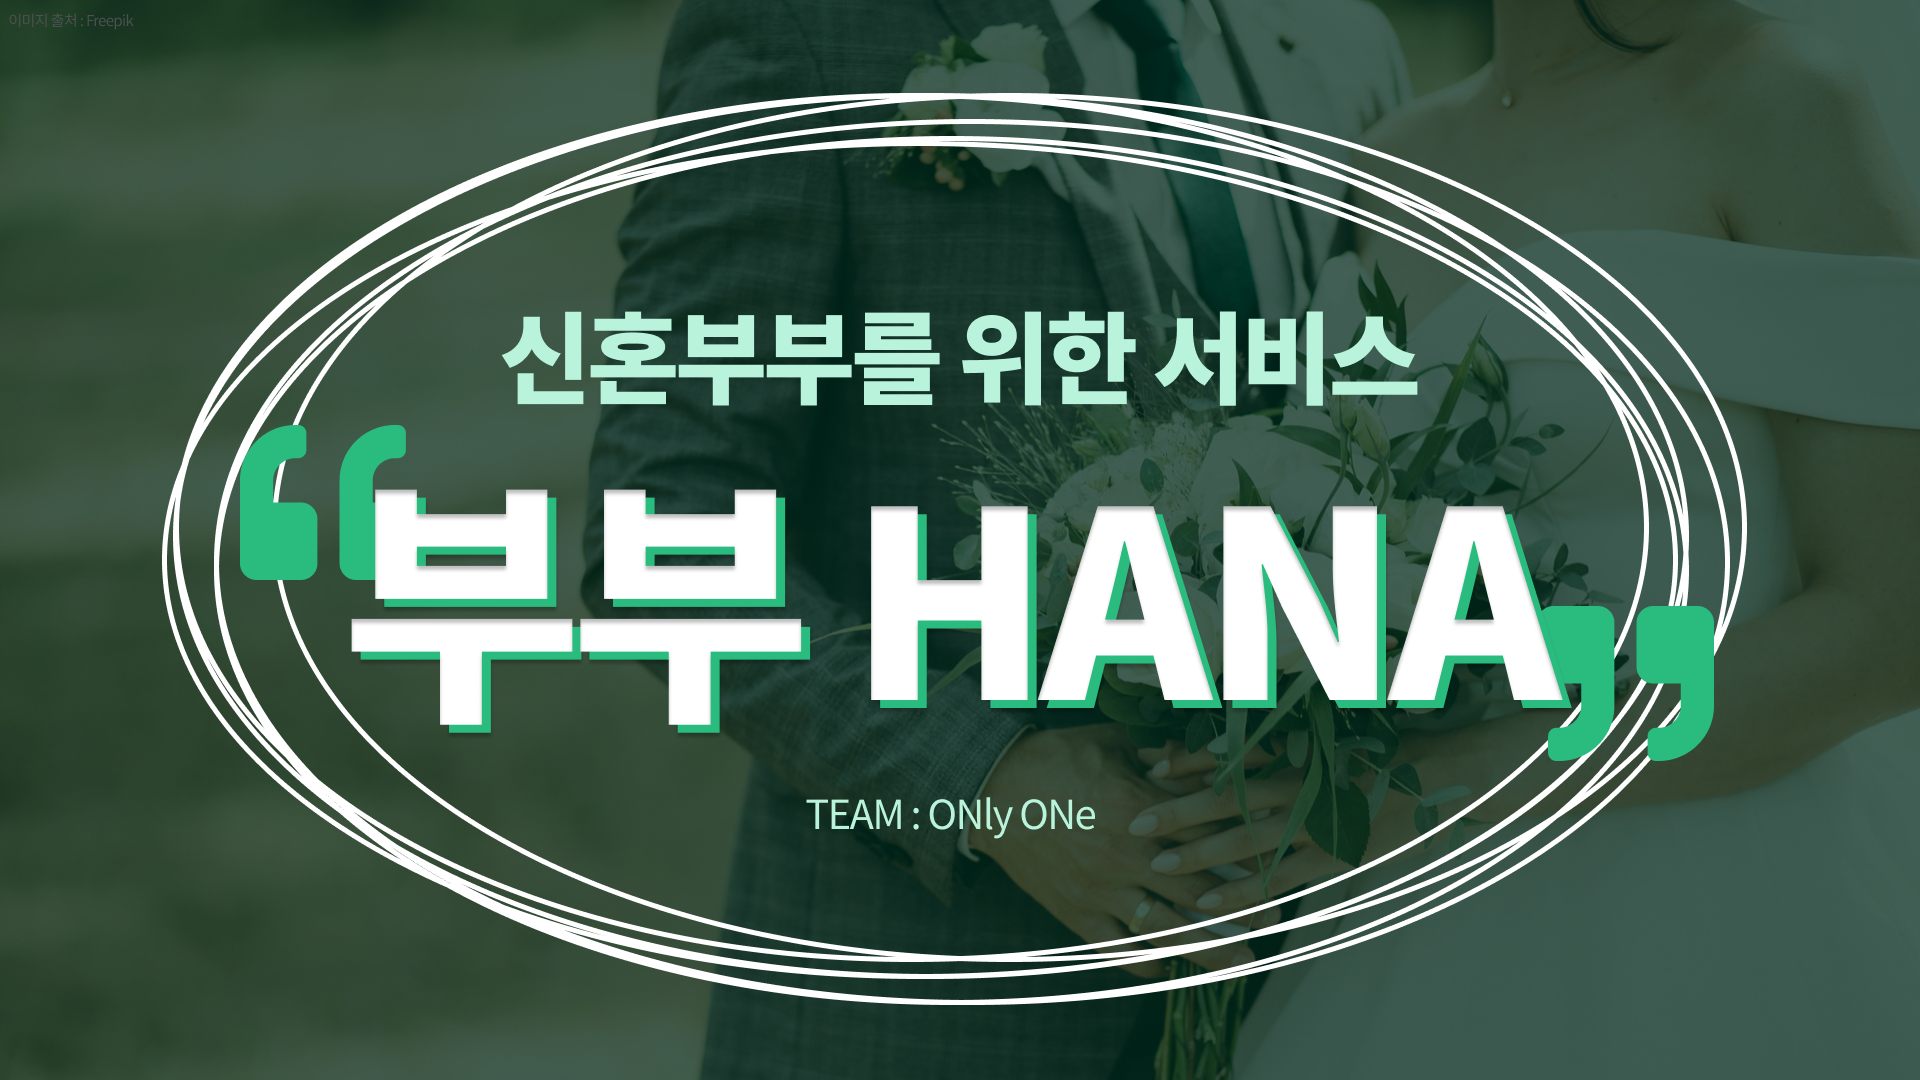 이미지 출처 : Freepik
신혼부부를 위한 서비스
“부부 HANA”
TEAM : ONly ONe